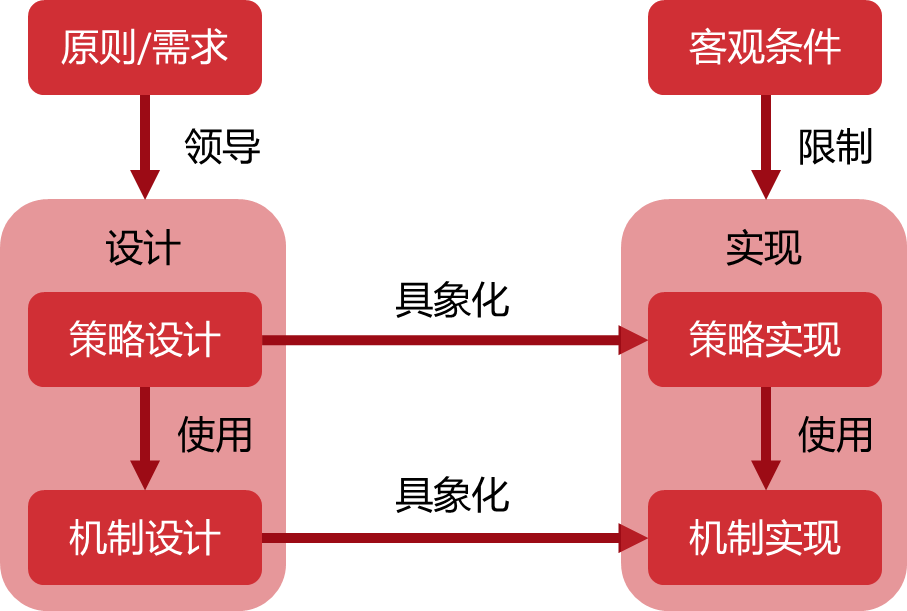 原则/需求
客观条件
领导
限制
设计
实现
具象化
策略设计
策略实现
使用
使用
具象化
机制设计
机制实现